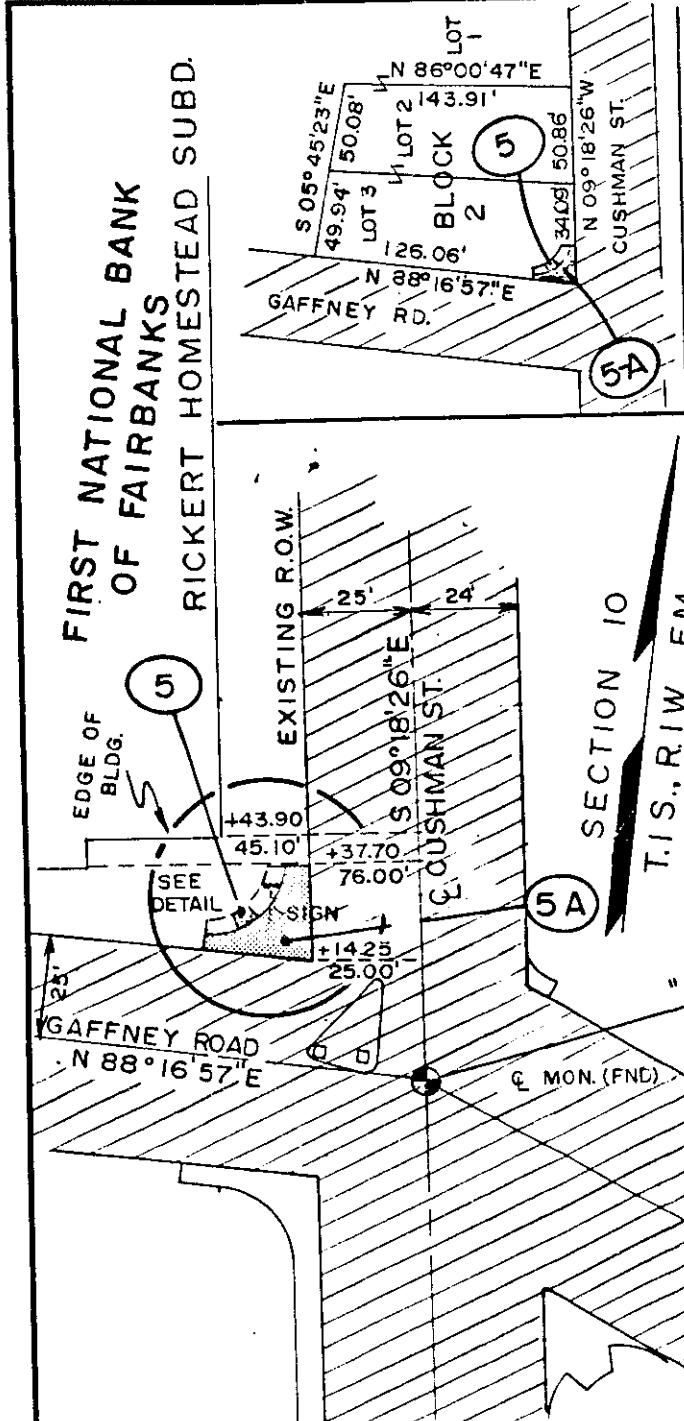 FIRST NATIONAL BANK
OF FAIRBANKS
RICKERT HOMESTEAD SUBD.
LOT
1
N 86°00'47"E
143.91'
S 05°45'23"E
50.08'
49.94'
LOT 2
LOT 3
BLOCK
2
126.06'
N 88°16'57"E
GAFFNEY RD.
34.09
50.86
N 09°18'26"W
CUSHMAN ST.
5
5-A
5
EDGE OF
BLDG.
EXISTING R.O.W.
25'
24'
S 09°18'26"E
℄ CUSHMAN ST.
+43.90
45.10'
+37.70
76.00'
SEE
DETAIL
SIGN
5A
+14.25
25.00'
25'
GAFFNEY ROAD
N 88°16'57"E
℄ MON. (FND)
SECTION 10
T.1S., R.1W. F.M.
"